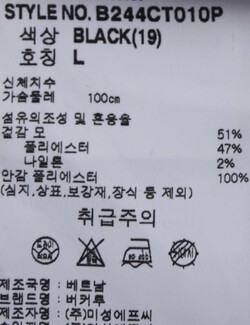 STYLE NO. B244CT010P
색상 BLACK(19)
호칭 L
신체치수
가슴둘레 100cm
섬유의조성 및 혼용율
겉감 모 51%
폴리에스터 47%
나일론 2%
안감 폴리에스터 100%
(심지,상표,보강재,장식 등 제외)
취급주의
제조국명 : 베트남
브랜드명 : 버커루
제조자명 : (주)미성에프씨